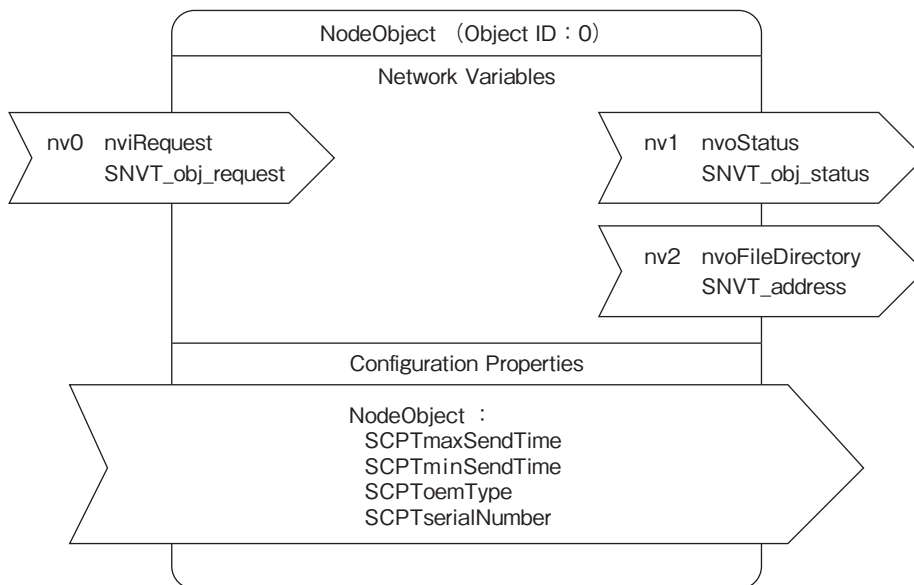 NodeObject （Object ID：0）
Network Variables
nv0 nviRequest
SNVT_obj_request
nv1 nvoStatus
SNVT_obj_status
nv2 nvoFileDirectory
SNVT_address
Configuration Properties
NodeObject ：
SCPTmaxSendTime
SCPTminSendTime
SCPToemType
SCPTserialNumber